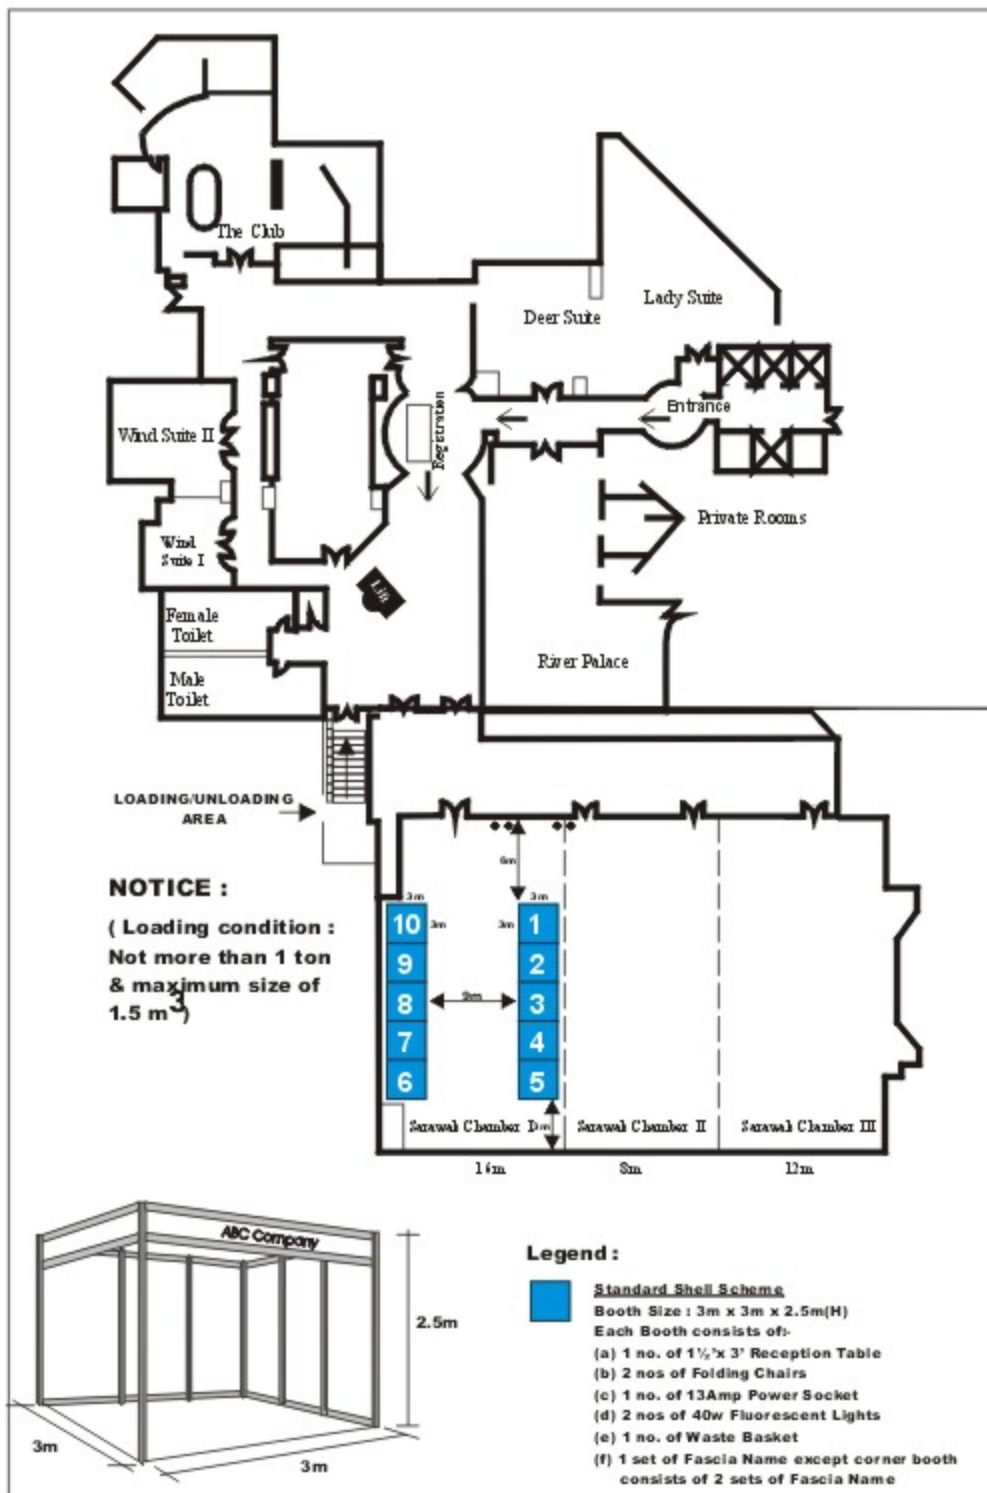 The Club
Lady Suite
Deer Suite
Entrance
Registration
Wind Suite II
Private Rooms
Wind
Suite I
Lift
Female
Toilet
River Palace
Male
Toilet
LOADING/UNLOADING
AREA
6m
NOTICE :
( Loading condition :
Not more than 1 ton
& maximum size of
1.5 m3)
3m
3m
10
3m
3m
1
9
2
8
9m
3
7
4
6
5
Sarawak Chamber
Sarawak Chamber II
Sarawak Chamber III
14m
8m
12m
ABC Company
2.5m
3m
3m
Legend :
Standard Shell Scheme
Booth Size : 3m x 3m x 2.5m(H)
Each Booth consists of:-
(a) 1 no. of 1½'x 3' Reception Table
(b) 2 nos of Folding Chairs
(c) 1 no. of 13Amp Power Socket
(d) 2 nos of 40w Fluorescent Lights
(e) 1 no. of Waste Basket
(f) 1 set of Fascia Name except corner booth
consists of 2 sets of Fascia Name